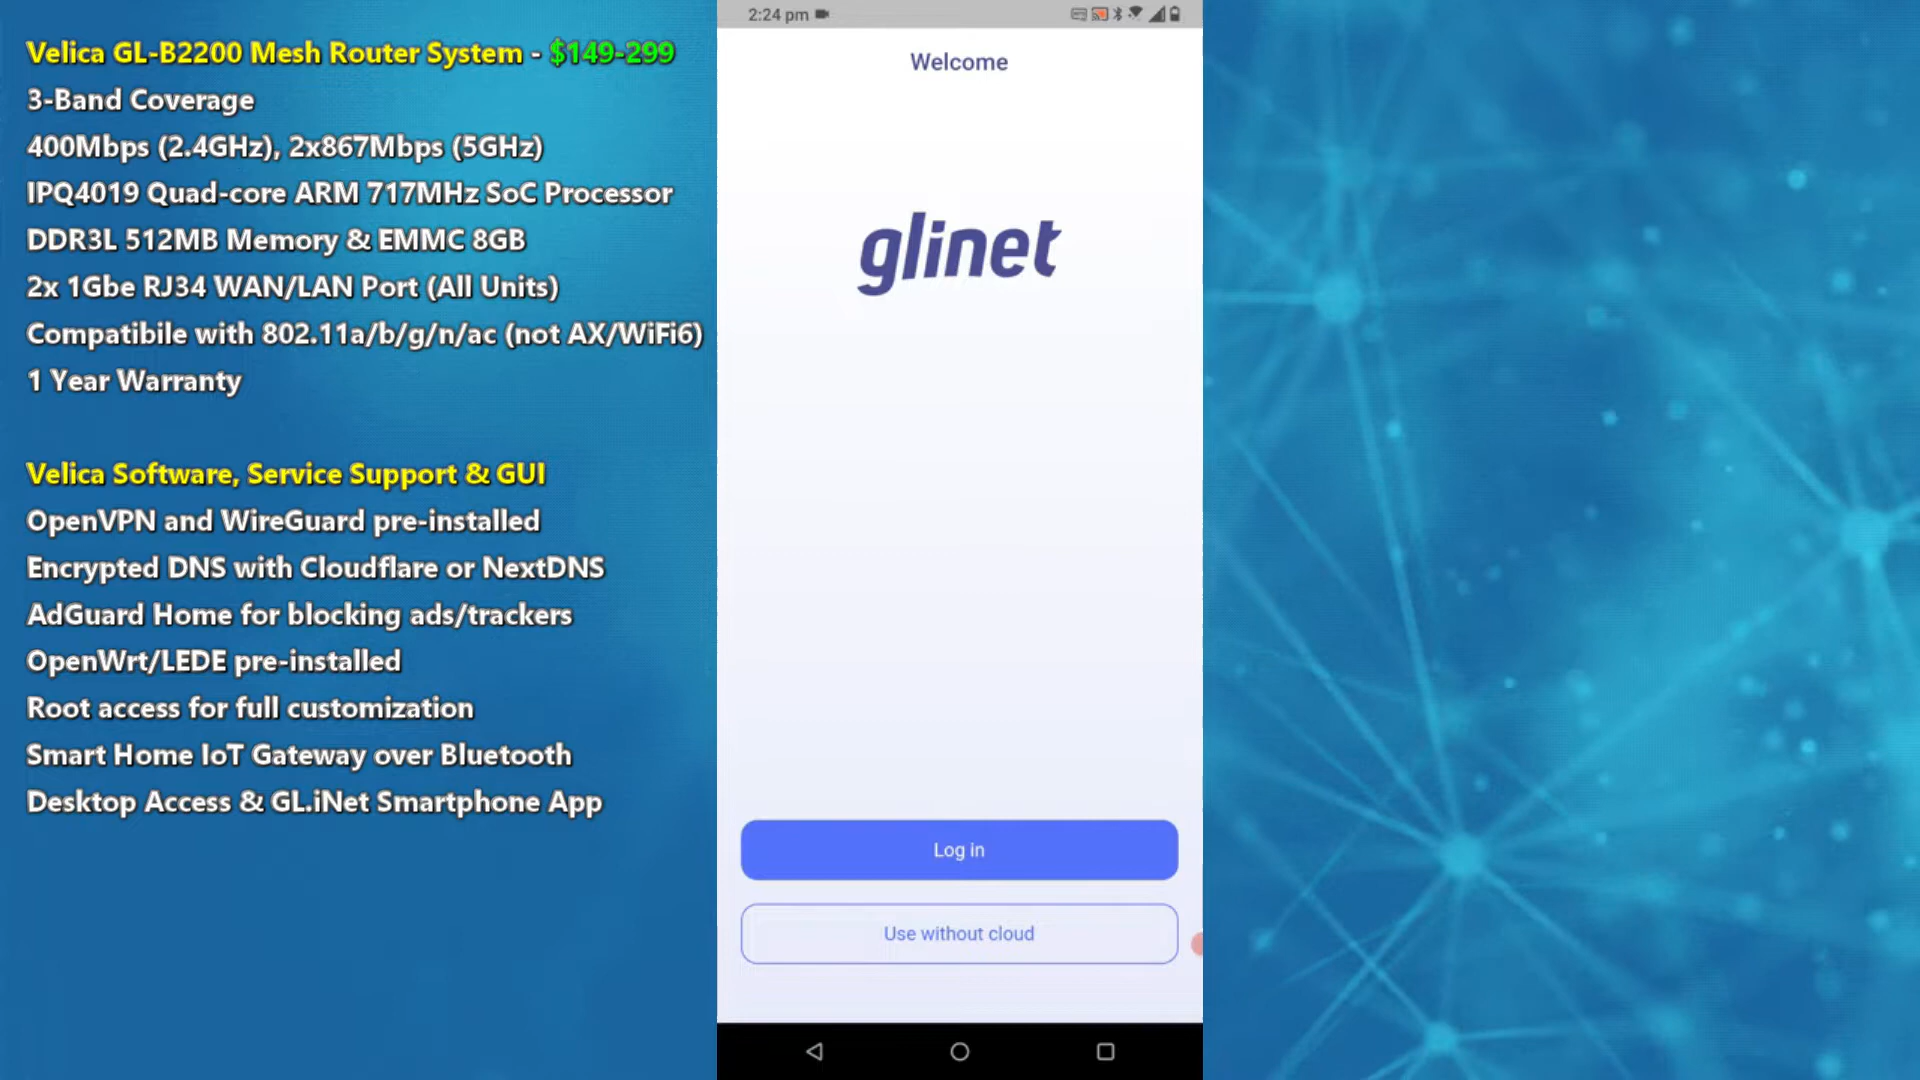 Velica GL-B2200 Mesh Router System - $149-299
3-Band Coverage
400Mbps (2.4GHz), 2x867Mbps (5GHz)
IPQ4019 Quad-core ARM 717MHz SoC Processor
DDR3L 512MB Memory & EMMC 8GB
2x 1Gbe RJ34 WAN/LAN Port (All Units)
Compatibile with 802.11a/b/g/n/ac (not AX/WiFi6)
1 Year Warranty
Velica Software, Service Support & GUI
OpenVPN and WireGuard pre-installed
Encrypted DNS with Cloudflare or NextDNS
AdGuard Home for blocking ads/trackers
OpenWrt/LEDE pre-installed
Root access for full customization
Smart Home IoT Gateway over Bluetooth
Desktop Access & GL.iNet Smartphone App
2:24 pm
Welcome
glinet
Log in
Use without cloud